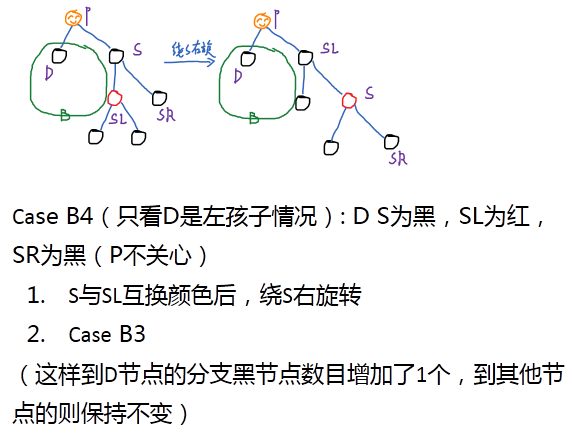 P
S
D
B
SL
SR
绕S右旋
P
SL
D
B
S
SR
Case B4（只看D是左孩子情况）: D S为黑，SL为红，
SR为黑（P不关心）
1. S与SL互换颜色后，绕S右旋转
2. Case B3
（这样到D节点的分支黑节点数目增加了1个，到其他节
点的则保持不变）